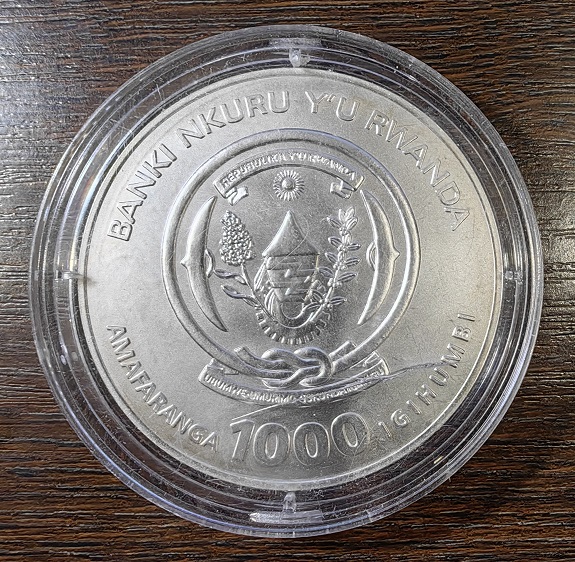 BANKI NKURU Y'U RWANDA
REPUBULIKA Y'U RWANDA
UBUMWE-UMURIMO-GUKUNDA IGIHUGU
AMAFARANGA 1000 IGIHUMBI